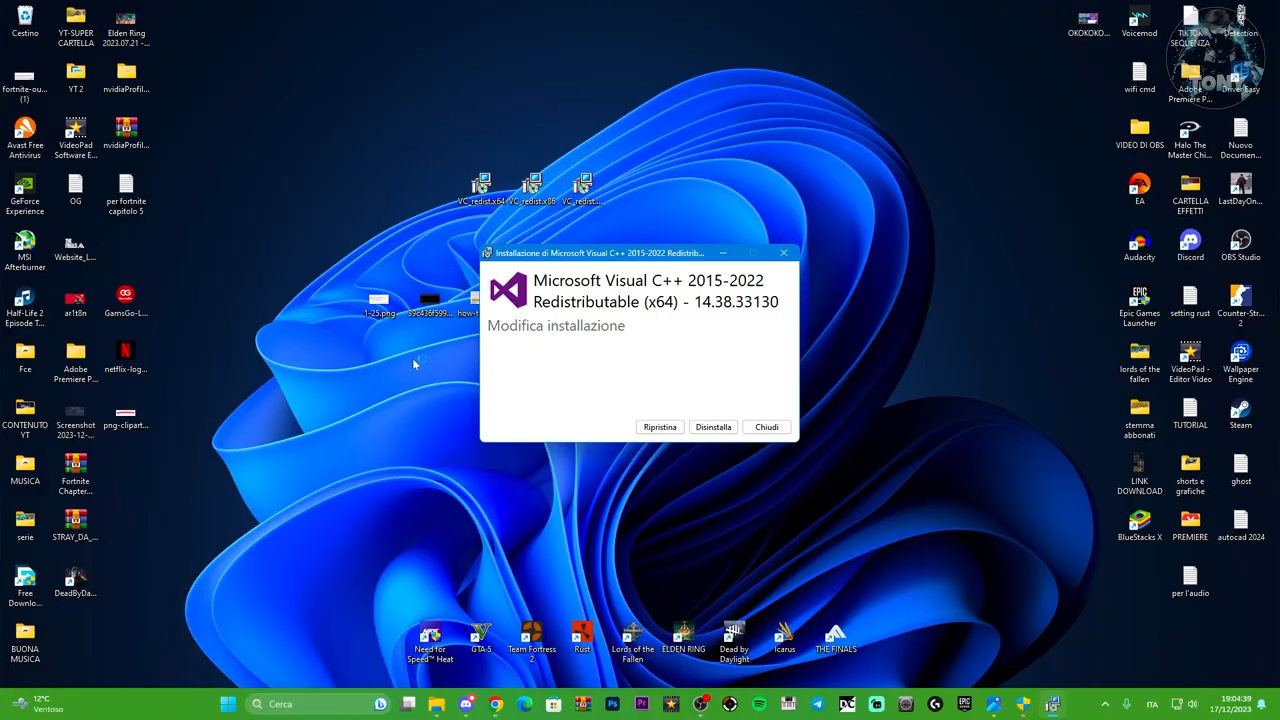 Cestino
YT-SUPER
CARTELLA
Elden Ring
2023.07.21 -...
OKOKOKO...
Voicemod
TIKTOK
SEQUENZA
Detection
TONY
fortnite-ou...
(1)
YT 2
nvidiaProfil...
wifi cmd
Adobe
Premiere P...
Driver Easy
Avast Free
Antivirus
VideoPad
Software E...
nvidiaProfil...
VIDEO DI OBS
Halo The
Master Chi...
Nuovo
Documen...
GeForce
Experience
OG
per fortnite
capitolo 5
VC_redist.x64
VC_redist.x86
VC_redist....
EA
CARTELLA
EFFETTI
LastDayOn...
MSI
Afterburner
Website_L...
Audacity
Discord
OBS Studio
Installazione di Microsoft Visual C++ 2015-2022 Redistrib...
Microsoft Visual C++ 2015-2022
Redistributable (x64) - 14.38.33130
Modifica installazione
Ripristina
Disinstalla
Chiudi
Half-Life 2
Episode T...
ar1t8n
GamsGo-L...
1-25.png
39c436f599...
how-t
Epic Games
Launcher
setting rust
Counter-Str...
2
Fce
Adobe
Premiere P...
netflix-log...
lords of the
fallen
VideoPad -
Editor Video
Wallpaper
Engine
CONTENUTO
YT
Screenshot
2023-12-...
png-clipart...
stemma
abbonati
TUTORIAL
Steam
MUSICA
Fortnite
Chapter...
LINK
DOWNLOAD
shorts e
grafiche
ghost
serie
STRAY_DA_...
BlueStacks X
PREMIERE
autocad 2024
Free
Downlo...
DeadByDa...
per l'audio
BUONA
MUSICA
Need for
Speed™ Heat
GTA 5
Team Fortress
2
Rust
Lords of the
Fallen
ELDEN RING
Dead by
Daylight
Icarus
THE FINALS
12°C
Ventoso
Cerca
ITA
19:04:39
17/12/2023